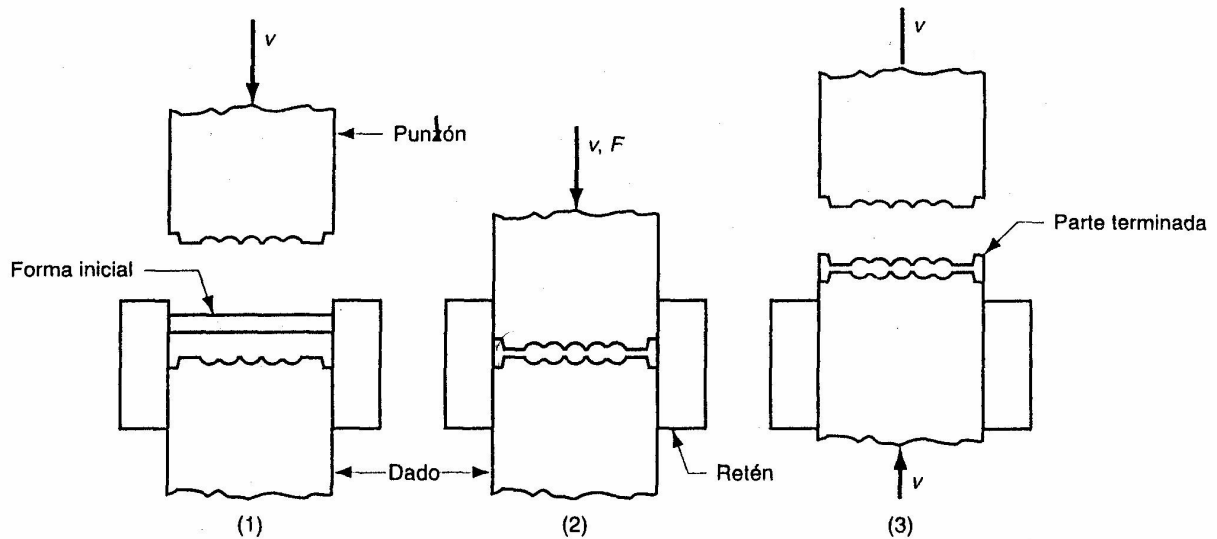 v
Punzón
Forma inicial
Dado
(1)
v, F
Retén
(2)
v
Parte terminada
v
(3)